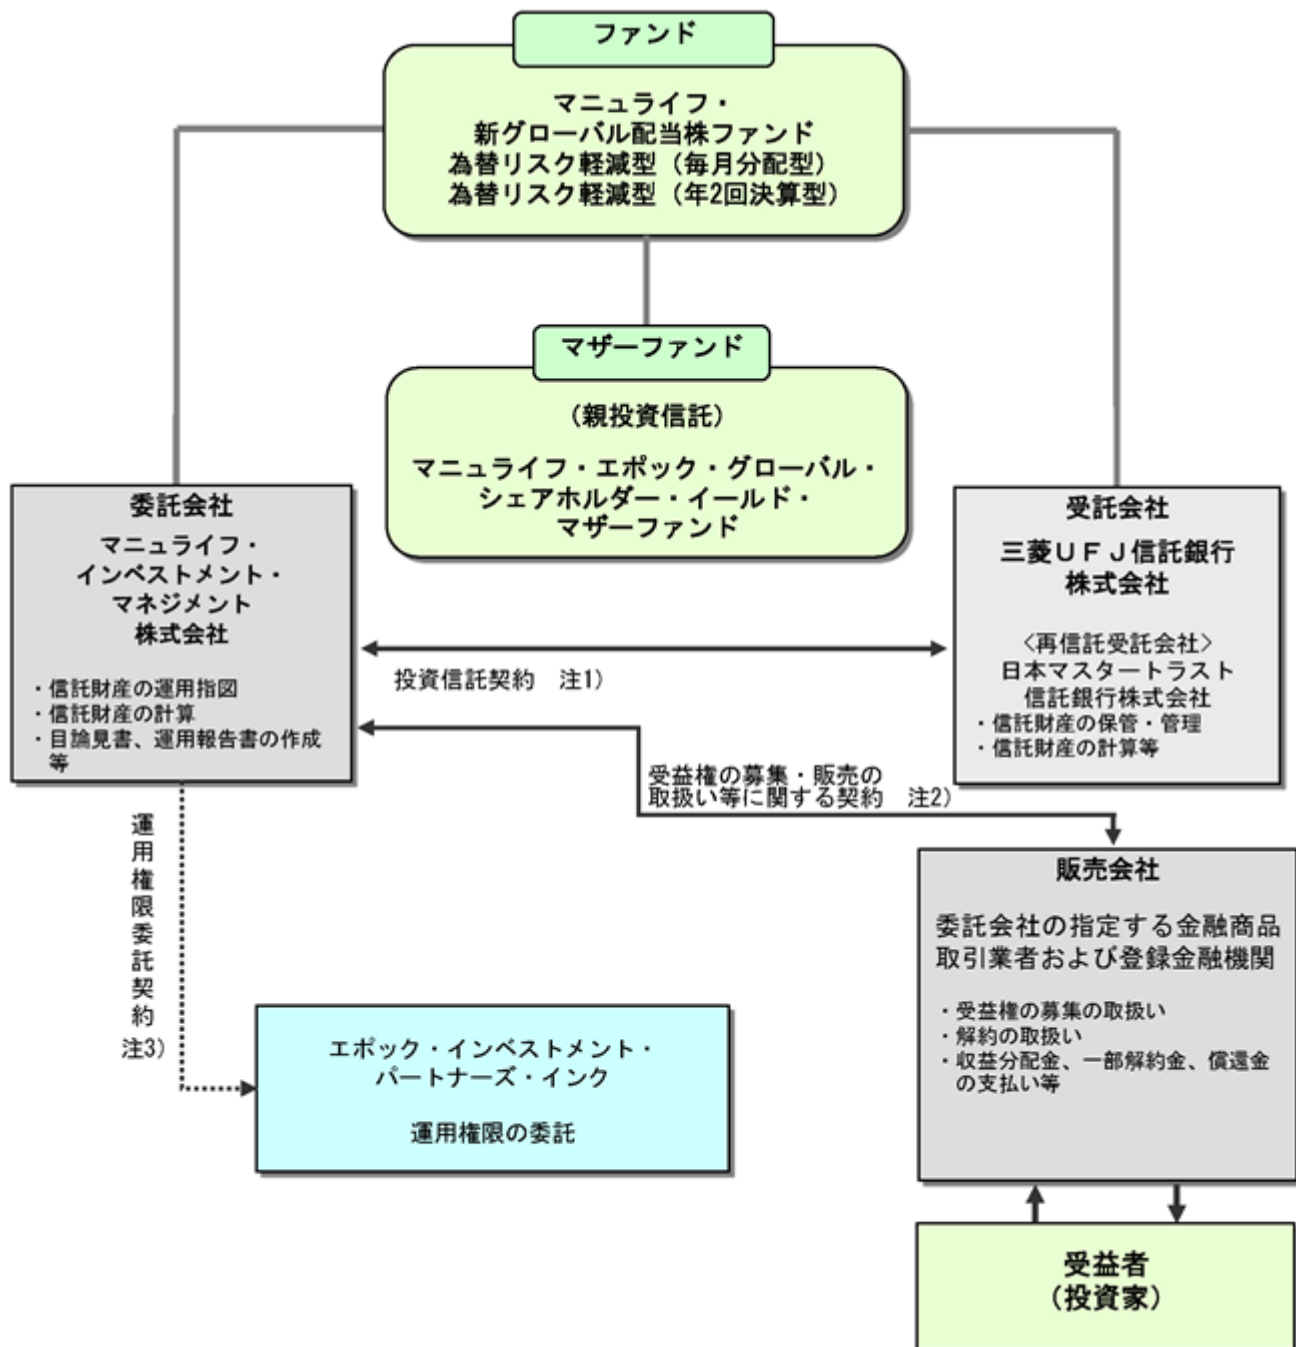 ファンド
マニュライフ・
新グローバル配当株ファンド
為替リスク軽減型（毎月分配型）
為替リスク軽減型（年2回決算型）
マザーファンド
（親投資信託）
マニュライフ・エポック・グローバル・
シェアホルダー・イールド・
マザーファンド
委託会社
マニュライフ・
インベストメント・
マネジメント
株式会社
・信託財産の運用指図
・信託財産の計算
・目論見書、運用報告書の作成
等
受託会社
三菱ＵＦＪ信託銀行
株式会社
〈再信託受託会社〉
日本マスタートラスト
信託銀行株式会社
・信託財産の保管・管理
・信託財産の計算等
投資信託契約　注1）
受益権の募集・販売の
取扱い等に関する契約　注2）
運用権限委託契約
注3）
エポック・インベストメント・
パートナーズ・インク
運用権限の委託
販売会社
委託会社の指定する金融商品
取引業者および登録金融機関
・受益権の募集の取扱い
・解約の取扱い
・収益分配金、一部解約金、償還金
の支払い等
受益者
（投資家）